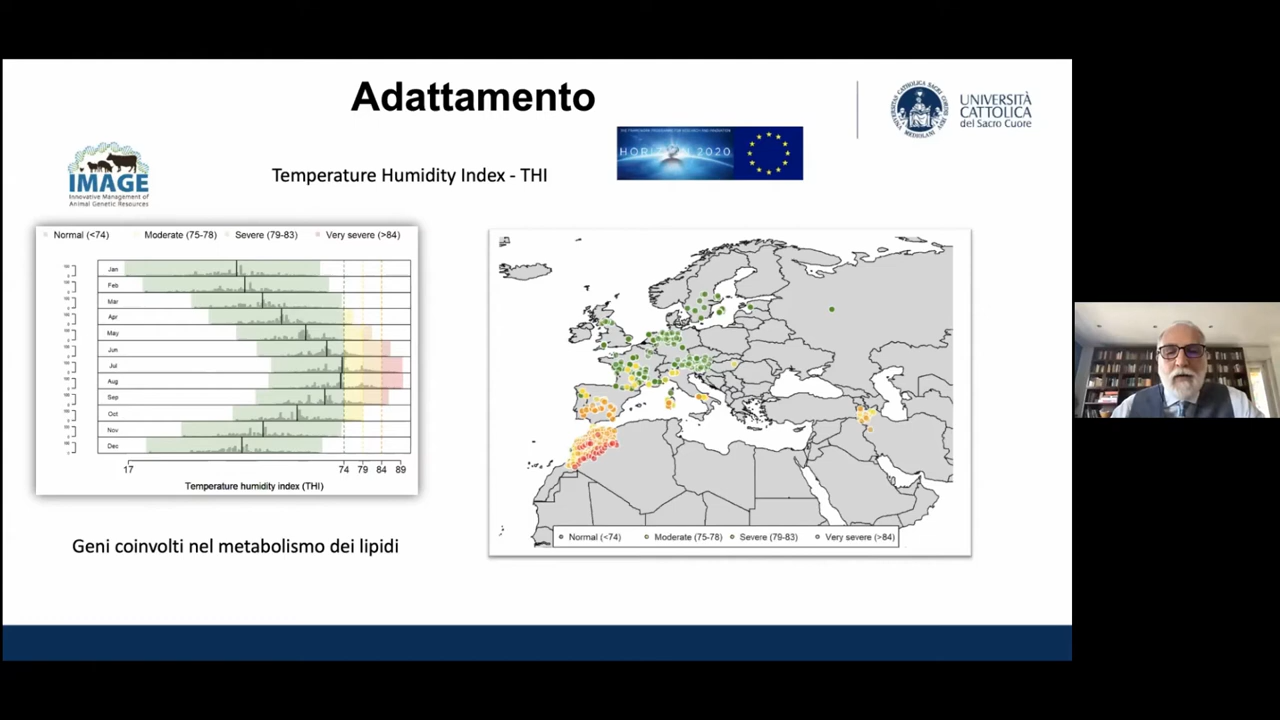 Adattamento
UNIVERSITÀ
CATTOLICA
del Sacro Cuore
HORIZON 2020
IMAGE
Innovative Management of
Animal Genetic Resources
Temperature Humidity Index - THI
Normal (<74) Moderate (75-78) Severe (79-83) Very severe (>84)
Jan
Feb
Mar
Apr
May
Jun
Jul
Aug
Sep
Oct
Nov
Dec
17 74 79 84 89
Temperature humidity index (THI)
Normal (<74) Moderate (75-78) Severe (79-83) Very severe (>84)
Geni coinvolti nel metabolismo dei lipidi